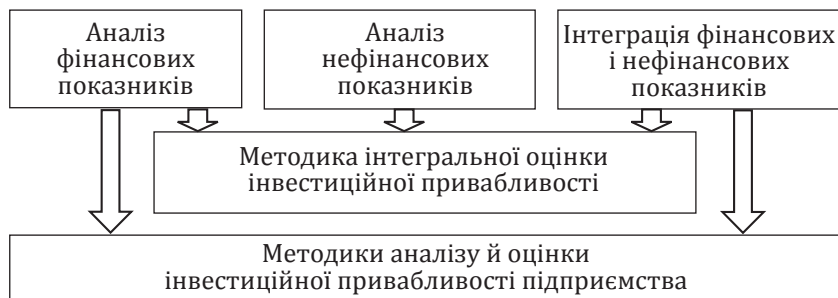 Аналіз
фінансових
показників
Аналіз
нефінансових
показників
Інтеграція фінансових
і нефінансових
показників
Методика інтегральної оцінки
інвестиційної привабливості
Методики аналізу й оцінки
інвестиційної привабливості підприємства